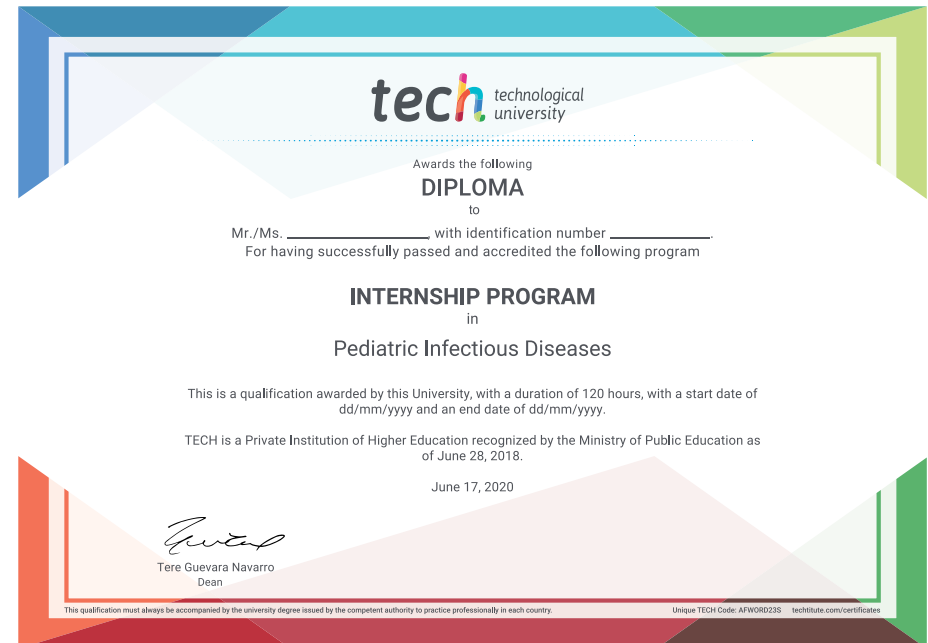 tech technological
university
Awards the following
DIPLOMA
to
Mr./Ms. ____________________, with identification number ______________.
For having successfully passed and accredited the following program
INTERNSHIP PROGRAM
in
Pediatric Infectious Diseases
This is a qualification awarded by this University, with a duration of 120 hours, with a start date of
dd/mm/yyyy and an end date of dd/mm/yyyy.
TECH is a Private Institution of Higher Education recognized by the Ministry of Public Education as
of June 28, 2018.
June 17, 2020
Tere Guevara Navarro
Dean
This qualification must always be accompanied by the university degree issued by the competent authority to practice professionally in each country. Unique TECH Code: AFWORD23S techtitute.com/certificates